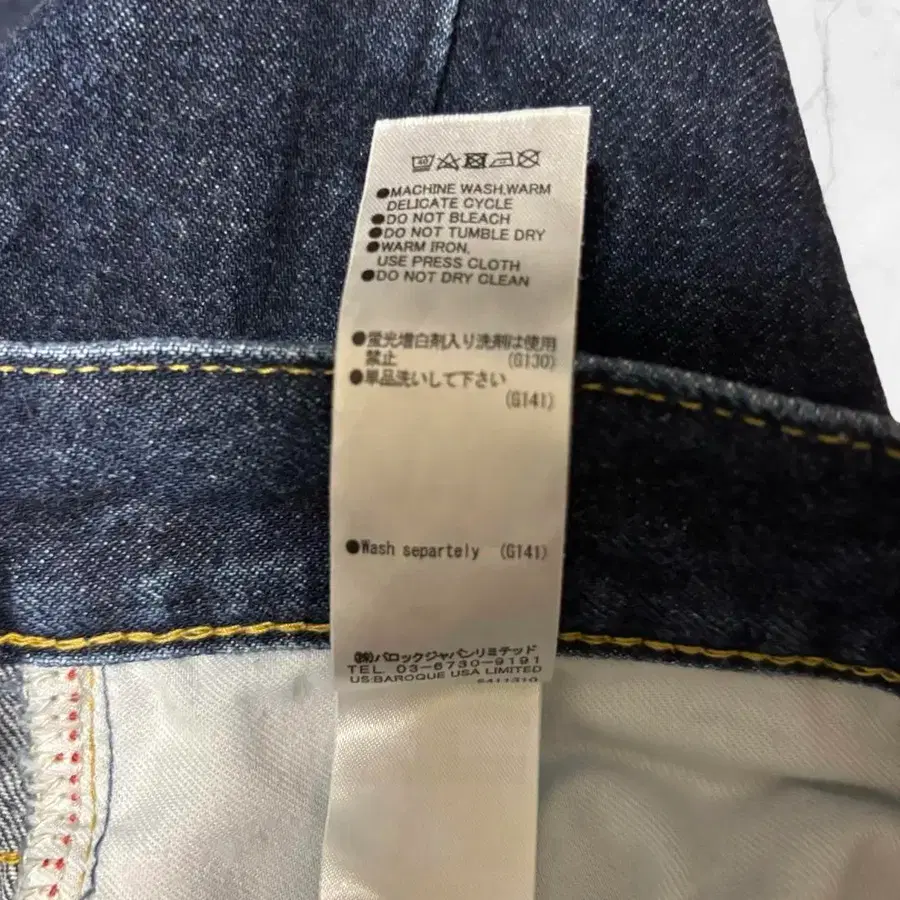 40
●MACHINE WASH,WARM
DELICATE CYCLE
●DO NOT BLEACH
●DO NOT TUMBLE DRY
●WARM IRON,
USE PRESS CLOTH
●DO NOT DRY CLEAN
●蛍光増白剤入り洗剤は使用
禁止 (G130)
●単品洗いして下さい
(G141)
●Wash separtely (G141)
㈱バロックジャパンリミテッド
TEL. 03-6730-9191
US:BAROQUE USA LIMITED